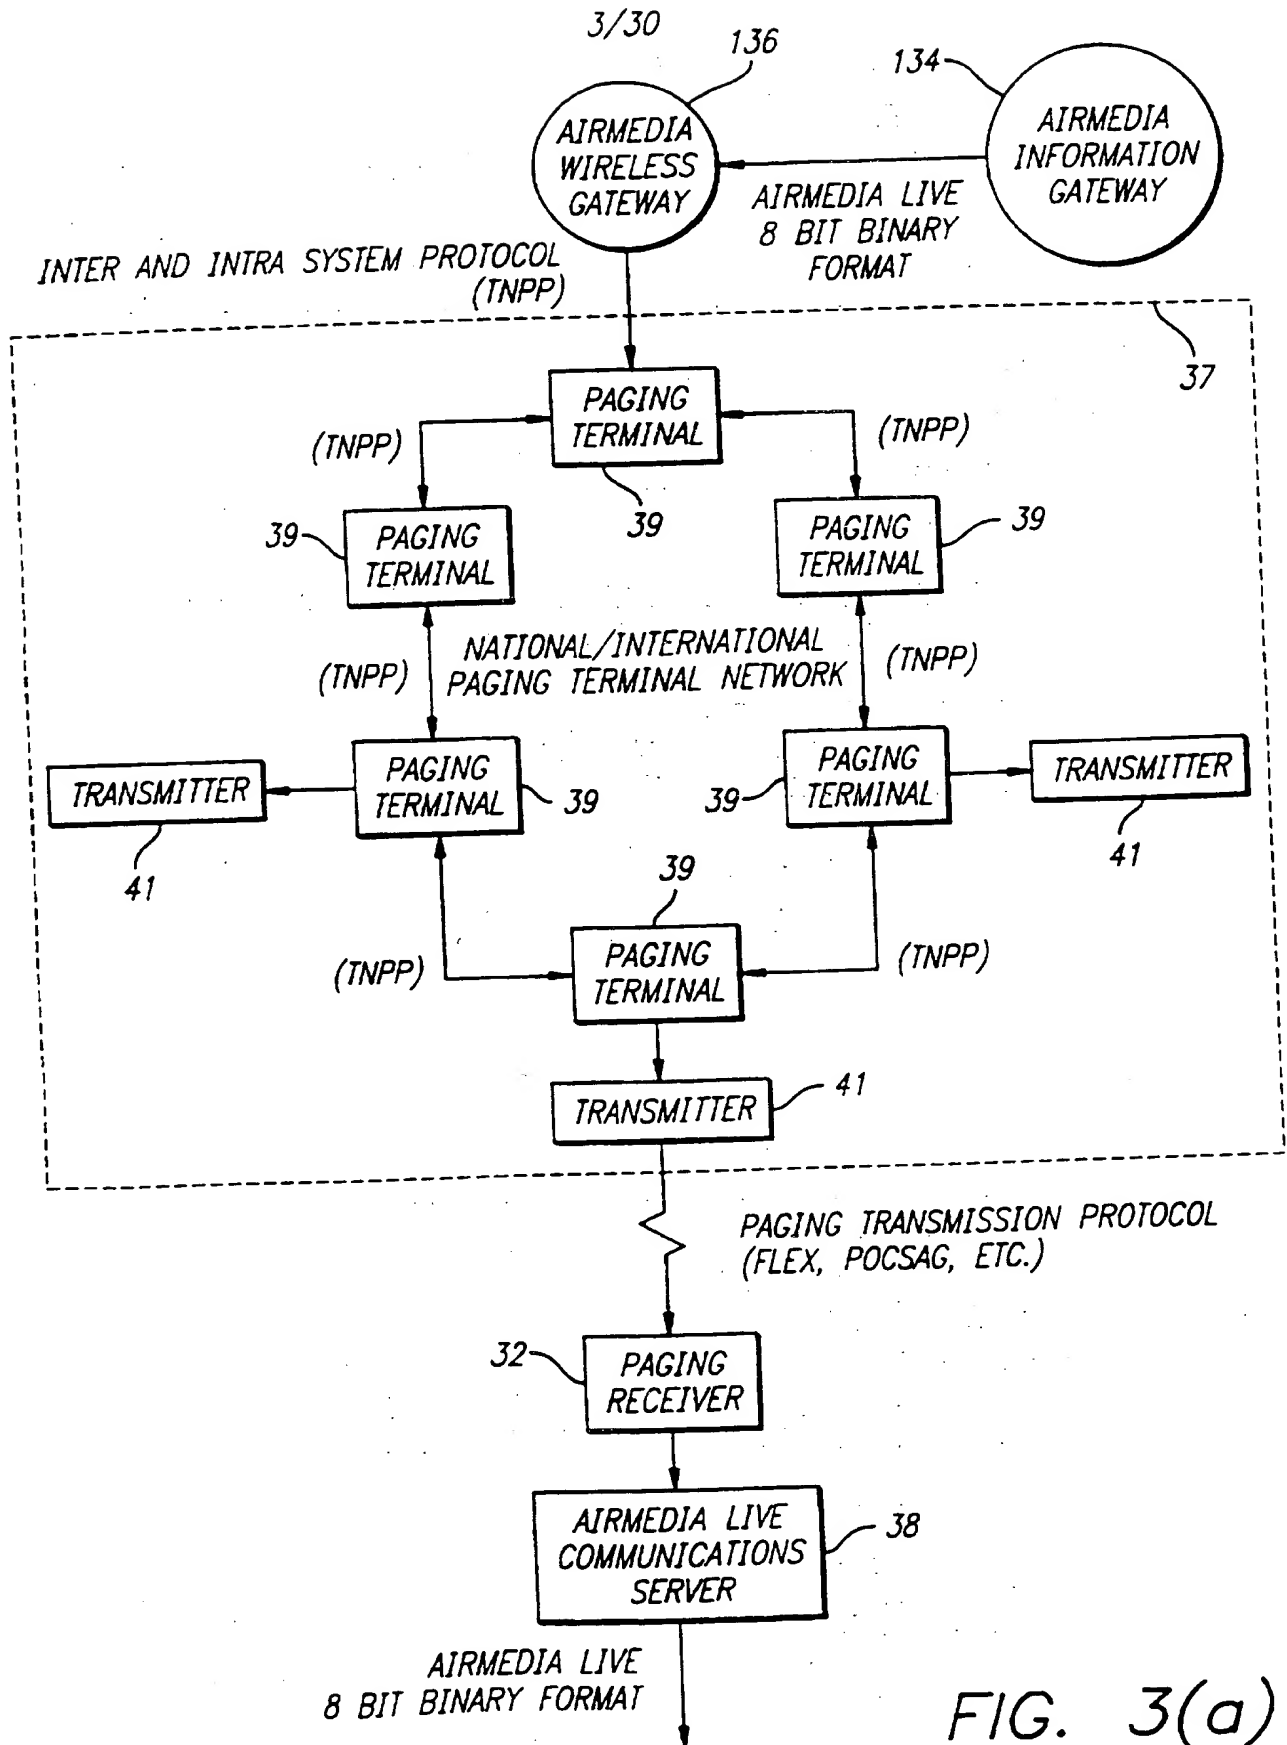 3/30
136
134
AIRMEDIA
WIRELESS
GATEWAY
AIRMEDIA
INFORMATION
GATEWAY
AIRMEDIA LIVE
8 BIT BINARY
FORMAT
INTER AND INTRA SYSTEM PROTOCOL
(TNPP)
37
PAGING
TERMINAL
(TNPP)
(TNPP)
39
39
PAGING
TERMINAL
PAGING
TERMINAL
39
NATIONAL/INTERNATIONAL
PAGING TERMINAL NETWORK
(TNPP)
(TNPP)
TRANSMITTER
PAGING
TERMINAL
39
39
PAGING
TERMINAL
TRANSMITTER
41
41
39
(TNPP)
PAGING
TERMINAL
(TNPP)
TRANSMITTER
41
PAGING TRANSMISSION PROTOCOL
(FLEX, POCSAG, ETC.)
32
PAGING
RECEIVER
AIRMEDIA LIVE
COMMUNICATIONS
SERVER
38
AIRMEDIA LIVE
8 BIT BINARY FORMAT
FIG. 3(a)